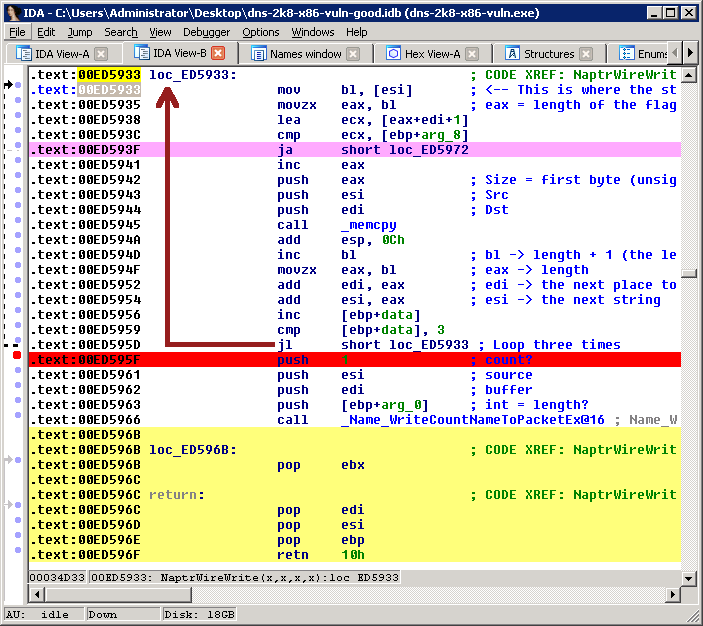 IDA - C:\Users\Administrator\Desktop\dns-2k8-x86-vuln-good.idb (dns-2k8-x86-vuln.exe)
File Edit Jump Search View Debugger Options Windows Help
IDA View-A IDA View-B Names window Hex View-A Structures Enums
.text:00ED5933 loc_ED5933: ; CODE XREF: NaptrWireWrit
.text:00ED5933 mov bl, [esi] ; <-- This is where the st
.text:00ED5935 movzx eax, bl ; eax = length of the flag
.text:00ED5938 lea ecx, [eax+edi+1]
.text:00ED593C cmp ecx, [ebp+arg_8]
.text:00ED593F ja short loc_ED5972
.text:00ED5941 inc eax
.text:00ED5942 push eax ; Size = first byte (unsig
.text:00ED5943 push esi ; Src
.text:00ED5944 push edi ; Dst
.text:00ED5945 call _memcpy
.text:00ED594A add esp, 0Ch
.text:00ED594D inc bl ; bl -> length + 1 (the le
.text:00ED594F movzx eax, bl ; eax -> length
.text:00ED5952 add edi, eax ; edi -> the next place to
.text:00ED5954 add esi, eax ; esi -> the next string
.text:00ED5956 inc [ebp+data]
.text:00ED5959 cmp [ebp+data], 3
.text:00ED595D jl short loc_ED5933 ; Loop three times
.text:00ED595F push 1 ; count?
.text:00ED5961 push esi ; source
.text:00ED5962 push edi ; buffer
.text:00ED5963 push [ebp+arg_0] ; int = length?
.text:00ED5966 call _Name_WriteCountNameToPacketEx@16 ; Name_W
.text:00ED596B
.text:00ED596B loc_ED596B: ; CODE XREF: NaptrWireWrit
.text:00ED596B pop ebx
.text:00ED596C
.text:00ED596C return: ; CODE XREF: NaptrWireWrit
.text:00ED596C pop edi
.text:00ED596D pop esi
.text:00ED596E pop ebp
.text:00ED596F retn 10h
00034D33 00ED5933: NaptrWireWrite(x,x,x,x):loc_ED5933
AU: idle Down Disk: 18GB